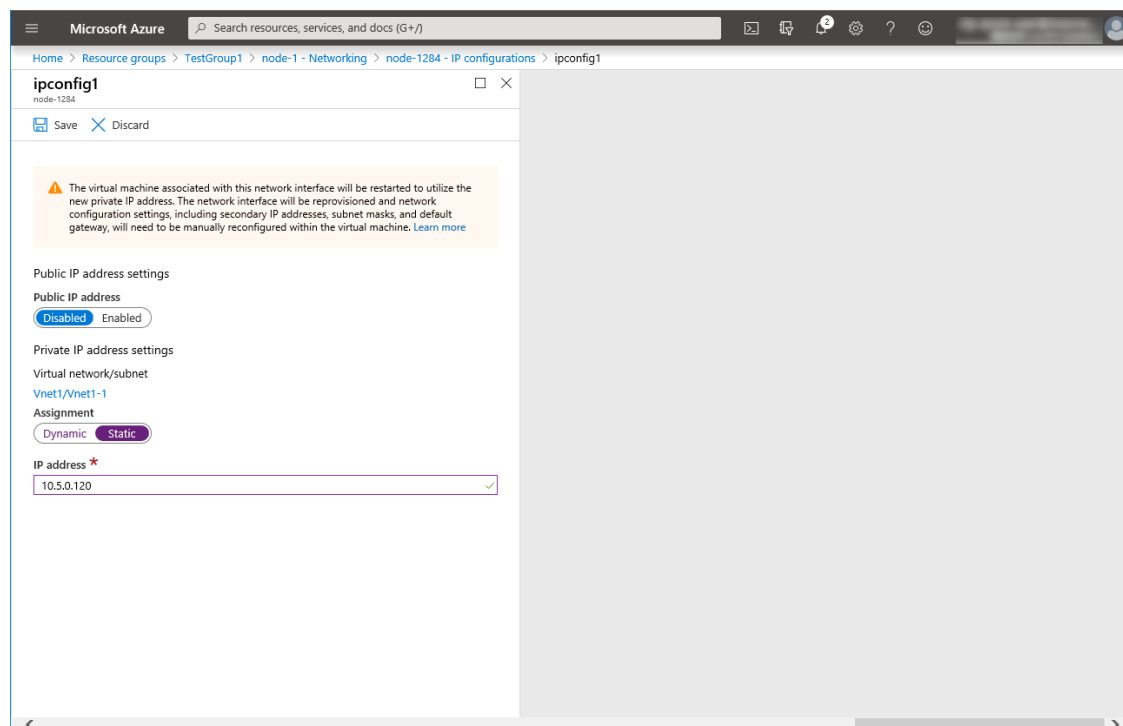 Microsoft Azure
Search resources, services, and docs (G+/)
2
Home > Resource groups > TestGroup1 > node-1 - Networking > node-1284 - IP configurations > ipconfig1
ipconfig1
node-1284
Save Discard
The virtual machine associated with this network interface will be restarted to utilize the
new private IP address. The network interface will be reprovisioned and network
configuration settings, including secondary IP addresses, subnet masks, and default
gateway, will need to be manually reconfigured within the virtual machine. Learn more
Public IP address settings
Public IP address
Disabled Enabled
Private IP address settings
Virtual network/subnet
Vnet1/Vnet1-1
Assignment
Dynamic Static
IP address *
10.5.0.120